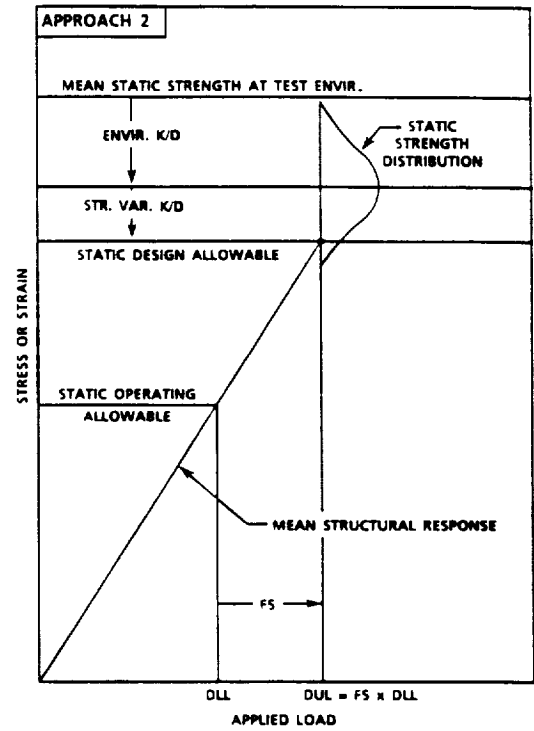 APPROACH 2
MEAN STATIC STRENGTH AT TEST ENVIR.
ENVIR. K/D
STATIC
STRENGTH
DISTRIBUTION
STR. VAR. K/D
STATIC DESIGN ALLOWABLE
STRESS OR STRAIN
STATIC OPERATING
ALLOWABLE
MEAN STRUCTURAL RESPONSE
FS
DLL
DUL = FS x DLL
APPLIED LOAD